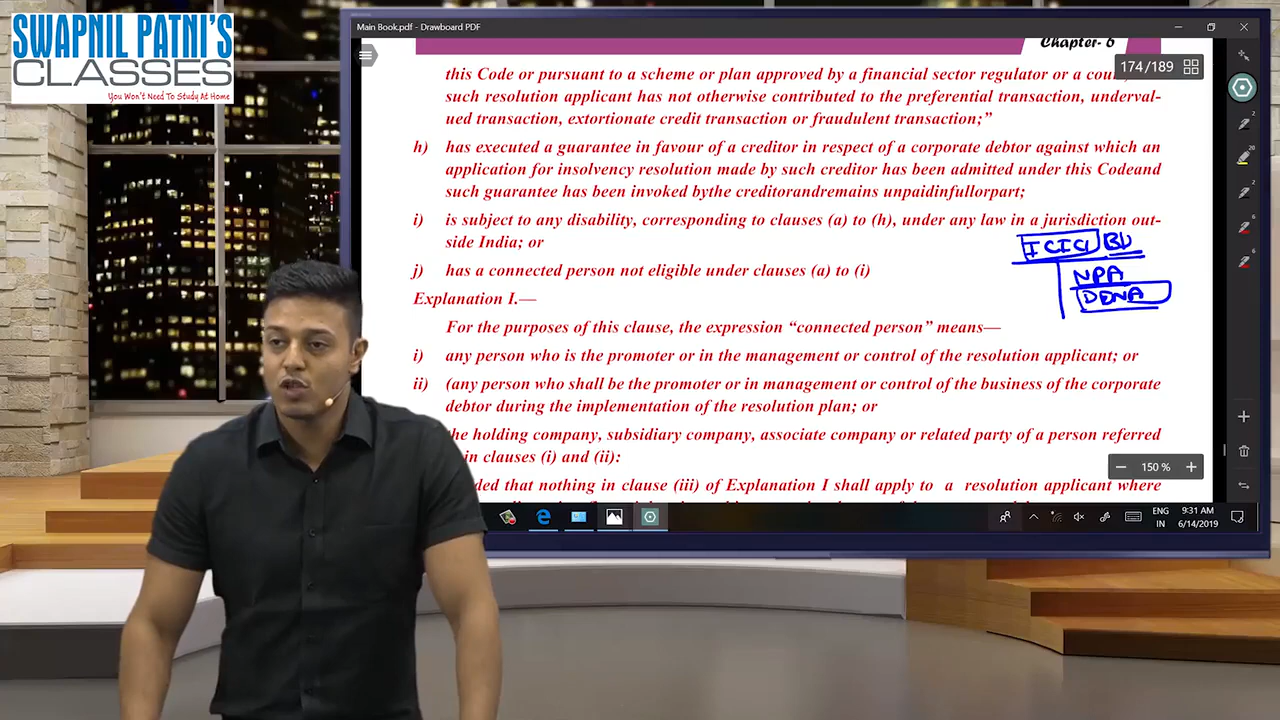 SWAPNIL PATNI'S
CLASSES
You Won't Need To Study At Home
Main Book.pdf - Drawboard PDF
Chapter- 6
174/189
this Code or pursuant to a scheme or plan approved by a financial sector regulator or a cou
such resolution applicant has not otherwise contributed to the preferential transaction, underval-
ued transaction, extortionate credit transaction or fraudulent transaction;”
h) has executed a guarantee in favour of a creditor in respect of a corporate debtor against which an
application for insolvency resolution made by such creditor has been admitted under this Codeand
such guarantee has been invoked bythe creditorandremains unpaidinfullorpart;
i) is subject to any disability, corresponding to clauses (a) to (h), under any law in a jurisdiction out-
side India; or
ICICI
j) has a connected person not eligible under clauses (a) to (i)
NPA
DENA
Explanation I.—
For the purposes of this clause, the expression “connected person” means—
i) any person who is the promoter or in the management or control of the resolution applicant; or
ii) (any person who shall be the promoter or in management or control of the business of the corporate
debtor during the implementation of the resolution plan; or
he holding company, subsidiary company, associate company or related party of a person referred
in clauses (i) and (ii):
ded that nothing in clause (iii) of Explanation I shall apply to a resolution applicant where
150 %
ENG
IN
9:31 AM
6/14/2019